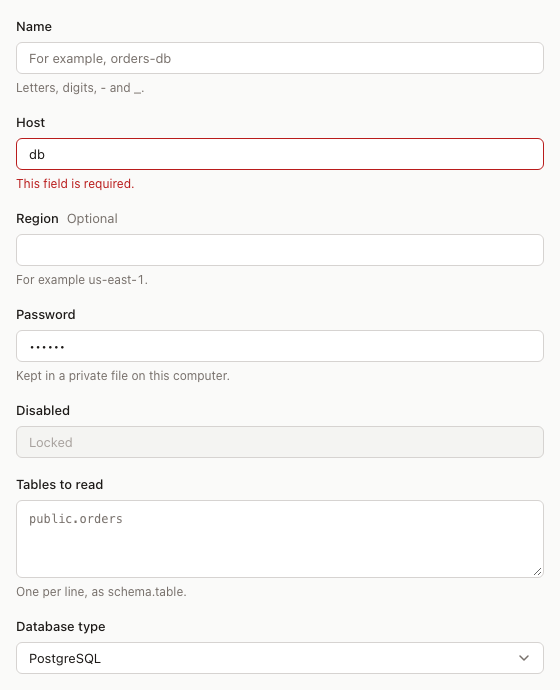 Name
For example, orders-db
Letters, digits, - and _.
Host
db
This field is required.
Region Optional
For example us-east-1.
Password
••••••
Kept in a private file on this computer.
Disabled
Locked
Tables to read
public.orders
One per line, as schema.table.
Database type
PostgreSQL